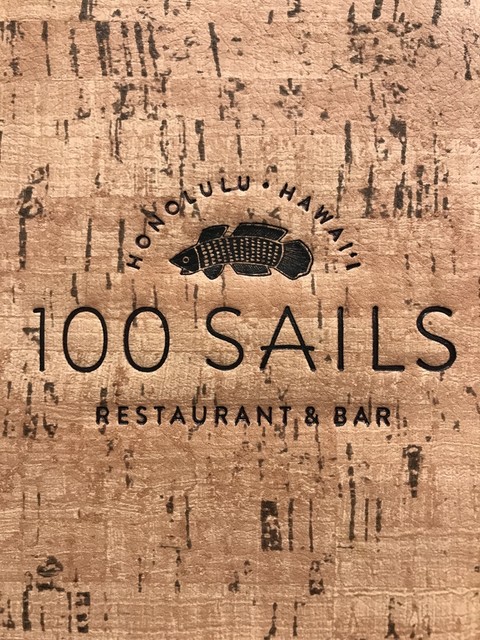 HONOLULU • HAWAI'I
100 SAILS
RESTAURANT & BAR